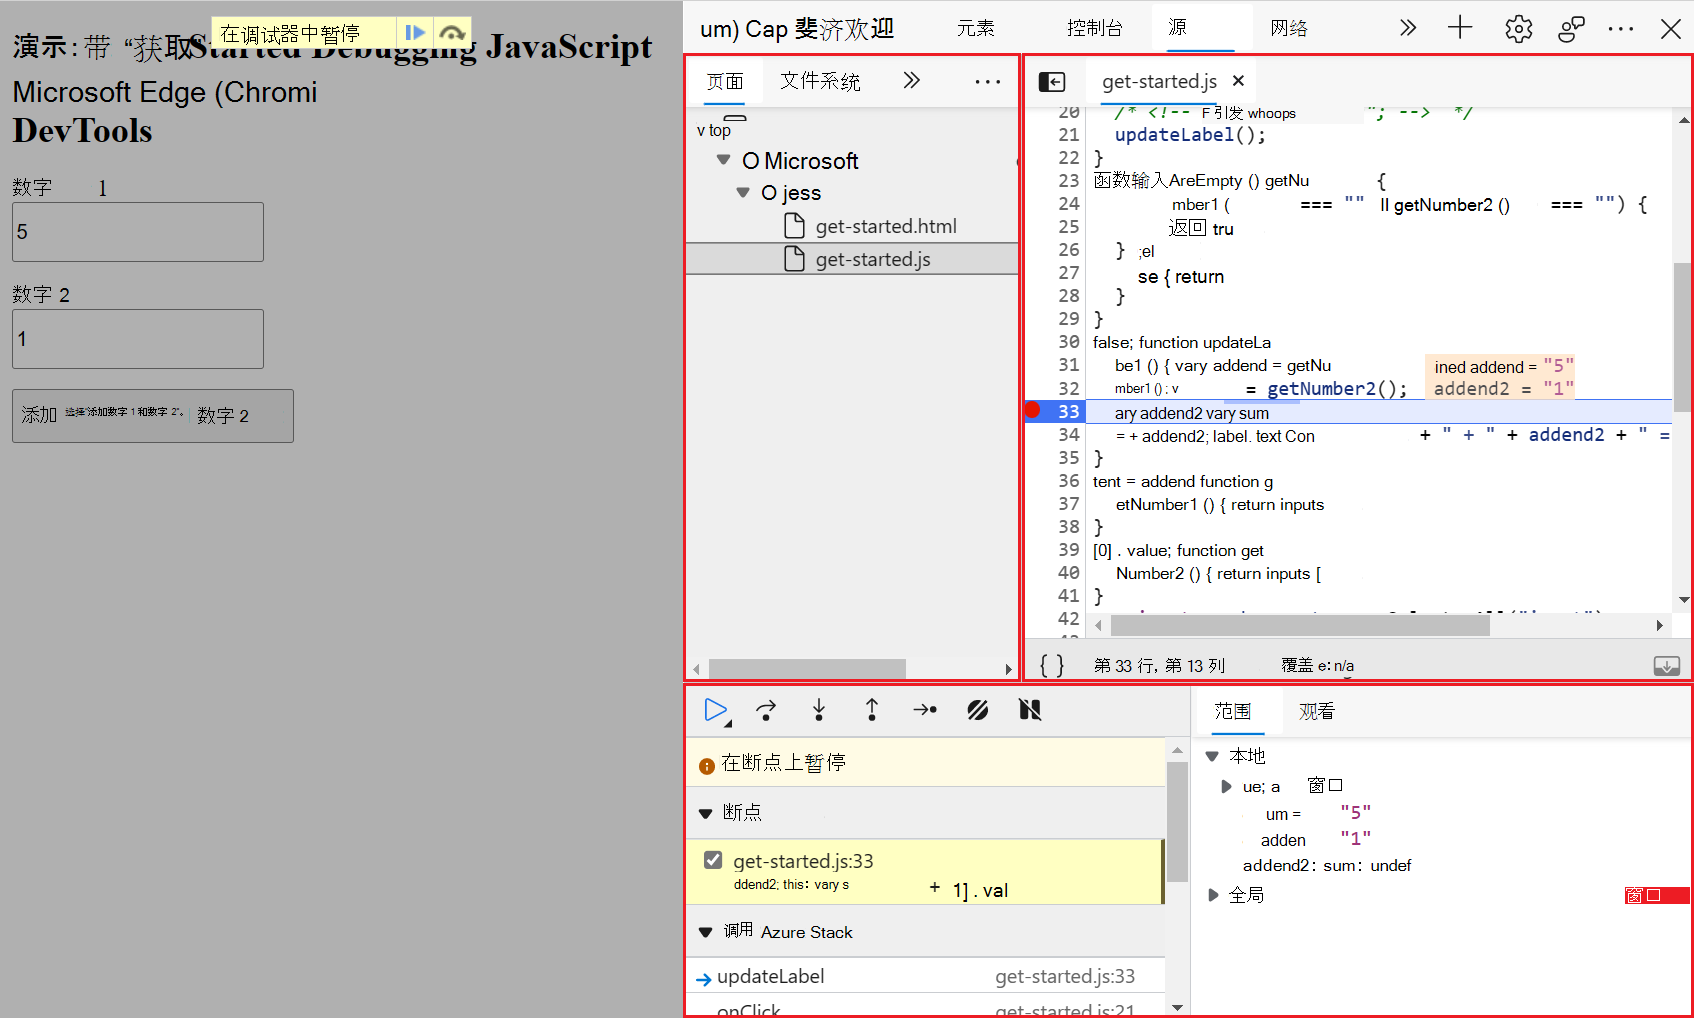 在调试器中暂停
演示: 带 “获取"Started Debugging JavaScript
Microsoft Edge (Chromi
DevTools
数字 1
5
数字 2
1
添加 选择"添加数字 1 和数字 2"。 数字 2
um) Cap 斐济欢迎 元素 控制台 源 网络
页面 文件系统
v top
O Microsoft
O jess
get-started.html
get-started.js
get-started.js
20 /* <!-- F 引发 whoops "; --> */
21 updateLabel();
22 }
23 函数输入AreEmpty () getNu {
24 mber1 ( === "" II getNumber2 () === "") {
25 返回 tru
26 } ;el
27 se { return
28 }
29 }
30 false; function updateLa
31 be1 () { vary addend = getNu ined addend = "5"
32 mber1 () ; v = getNumber2(); addend2 = "1"
33 ary addend2 vary sum
34 = + addend2; label. text Con + " + " + addend2 + " =
35 }
36 tent = addend function g
37 etNumber1 () { return inputs
38 }
39 [0] . value; function get
40 Number2 () { return inputs [
41 }
42
{ } 第 33 行, 第 13 列 覆盖 e: n/a
在断点上暂停
断点
get-started.js:33
ddend2; this: vary s + 1] . val
调用 Azure Stack
updateLabel get-started.js:33
onClick get-started.js:21
范围 观看
本地
ue; a 窗口
um = "5"
adden "1"
addend2: sum: undef
全局 窗口